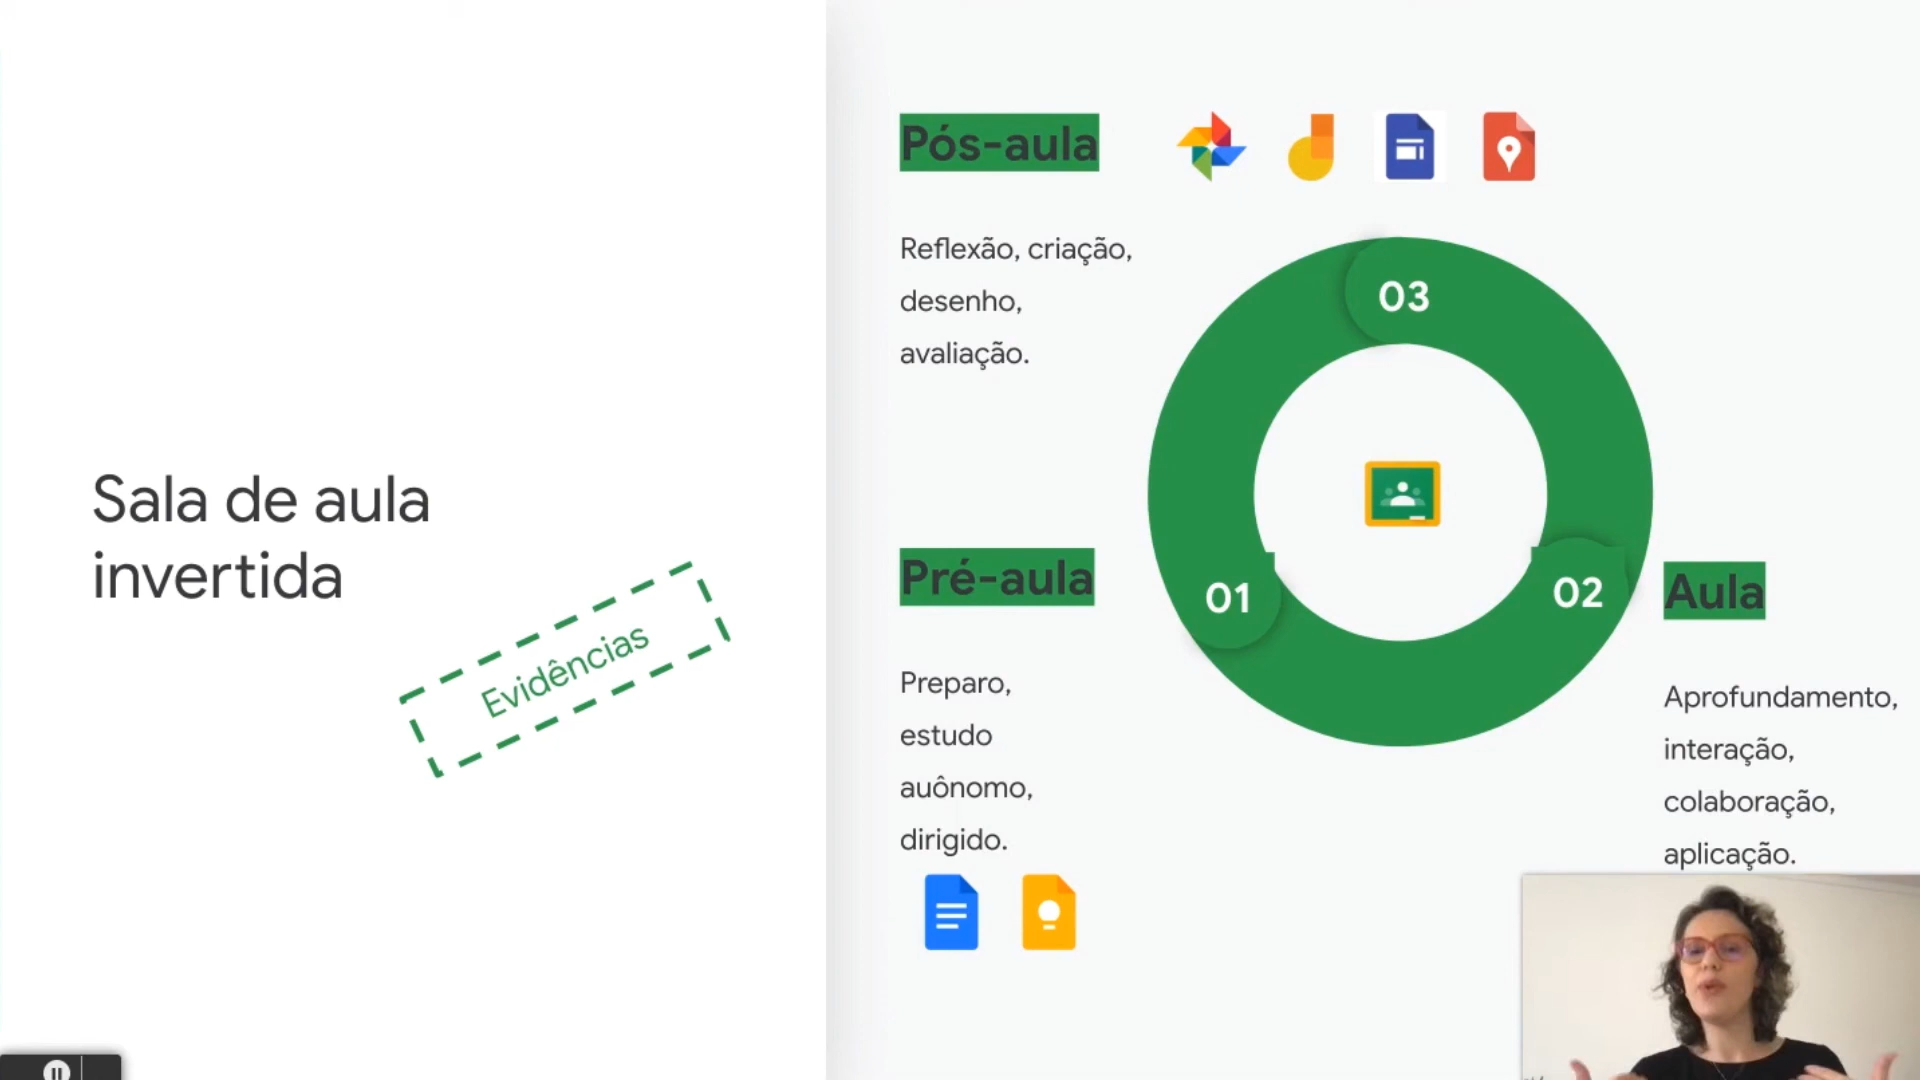 Sala de aula
invertida
Evidências
Pós-aula
Reflexão, criação,
desenho,
avaliação.
03
Pré-aula
01
02
Aula
Preparo,
estudo
auônomo,
dirigido.
Aprofundamento,
interação,
colaboração,
aplicação.